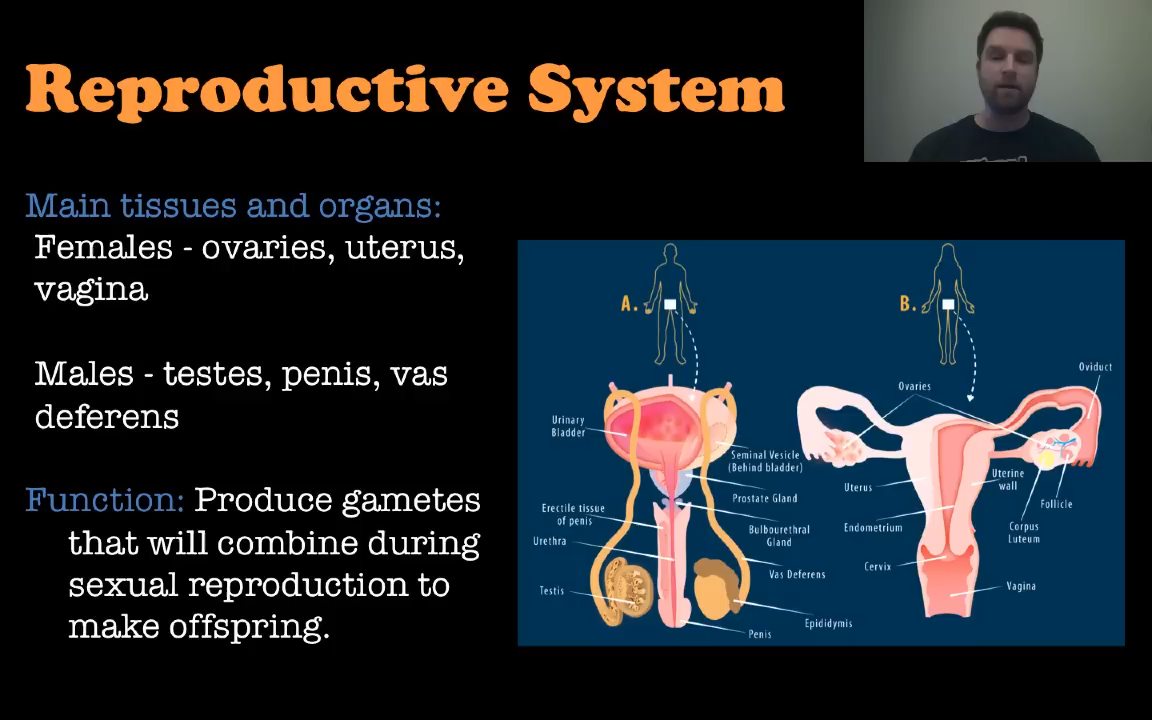 Reproductive System
Main tissues and organs:
Females - ovaries, uterus,
vagina
Males - testes, penis, vas
deferens
Function: Produce gametes
that will combine during
sexual reproduction to
make offspring.
A.
Urinary
Bladder
Seminal Vesicle
(Behind bladder)
Prostate Gland
Erectile tissue
of penis
Bulbourethral
Gland
Urethra
Vas Deferens
Testis
Epididymis
Penis
B.
Oviduct
Ovaries
Uterus
Uterine
wall
Follicle
Endometrium
Corpus
Luteum
Cervix
Vagina